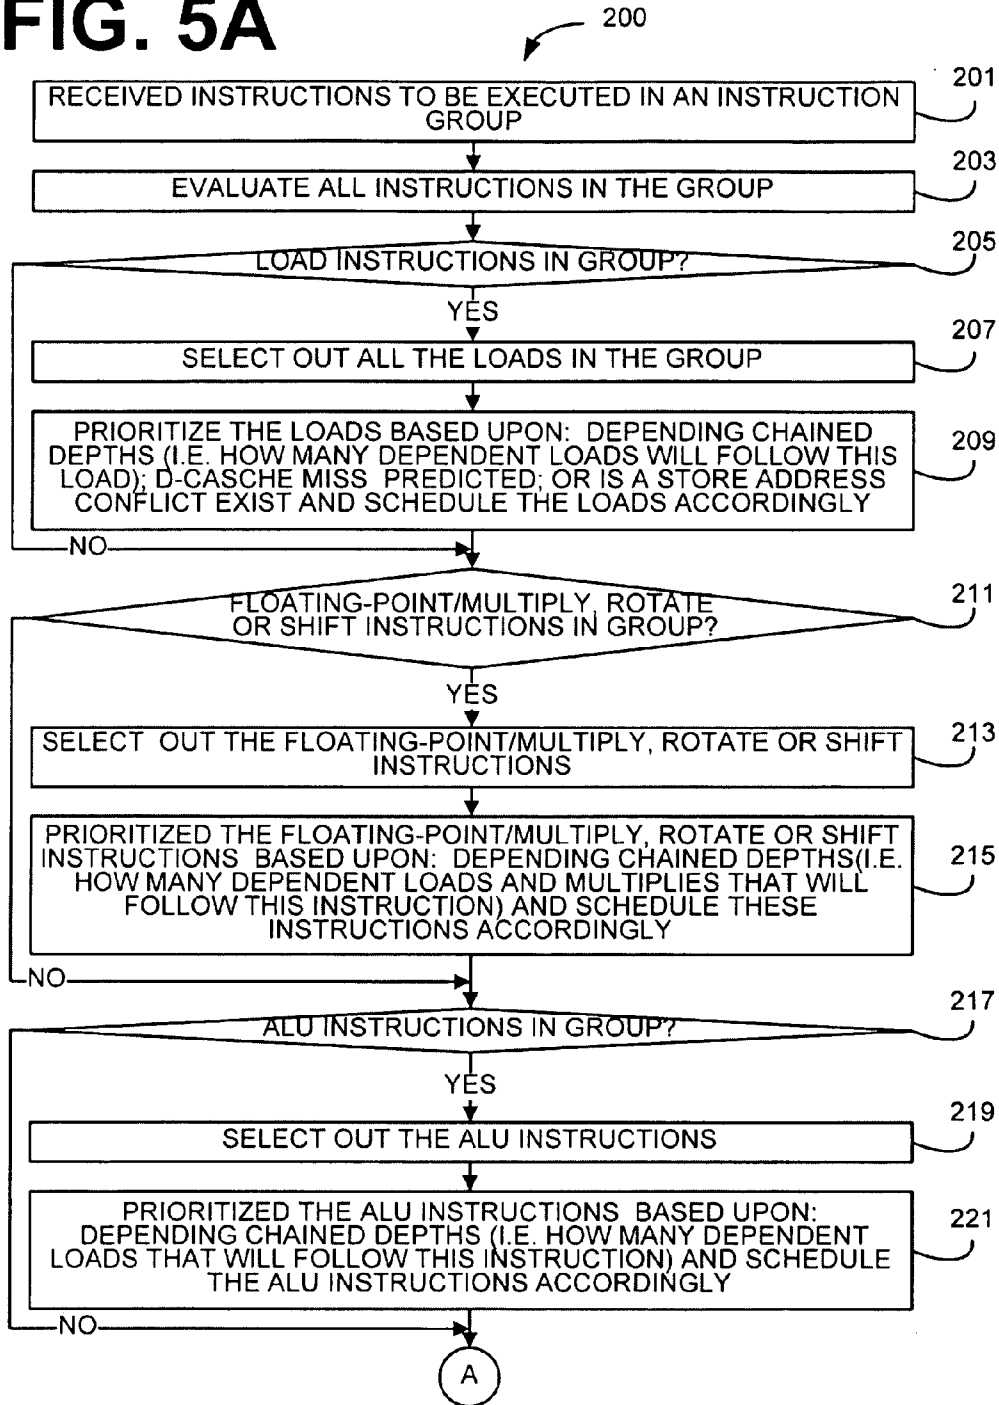 FIG. 5A
200
RECEIVED INSTRUCTIONS TO BE EXECUTED IN AN INSTRUCTION
GROUP
201
EVALUATE ALL INSTRUCTIONS IN THE GROUP
203
LOAD INSTRUCTIONS IN GROUP?
205
YES
SELECT OUT ALL THE LOADS IN THE GROUP
207
PRIORITIZE THE LOADS BASED UPON: DEPENDING CHAINED
DEPTHS (I.E. HOW MANY DEPENDENT LOADS WILL FOLLOW THIS
LOAD); D-CASCHE MISS PREDICTED; OR IS A STORE ADDRESS
CONFLICT EXIST AND SCHEDULE THE LOADS ACCORDINGLY
209
NO
FLOATING-POINT/MULTIPLY, ROTATE
OR SHIFT INSTRUCTIONS IN GROUP?
211
YES
SELECT OUT THE FLOATING-POINT/MULTIPLY, ROTATE OR SHIFT
INSTRUCTIONS
213
PRIORITIZED THE FLOATING-POINT/MULTIPLY, ROTATE OR SHIFT
INSTRUCTIONS BASED UPON: DEPENDING CHAINED DEPTHS(I.E.
HOW MANY DEPENDENT LOADS AND MULTIPLIES THAT WILL
FOLLOW THIS INSTRUCTION) AND SCHEDULE THESE
INSTRUCTIONS ACCORDINGLY
215
NO
ALU INSTRUCTIONS IN GROUP?
217
YES
SELECT OUT THE ALU INSTRUCTIONS
219
PRIORITIZED THE ALU INSTRUCTIONS BASED UPON:
DEPENDING CHAINED DEPTHS (I.E. HOW MANY DEPENDENT
LOADS THAT WILL FOLLOW THIS INSTRUCTION) AND SCHEDULE
THE ALU INSTRUCTIONS ACCORDINGLY
221
NO
A